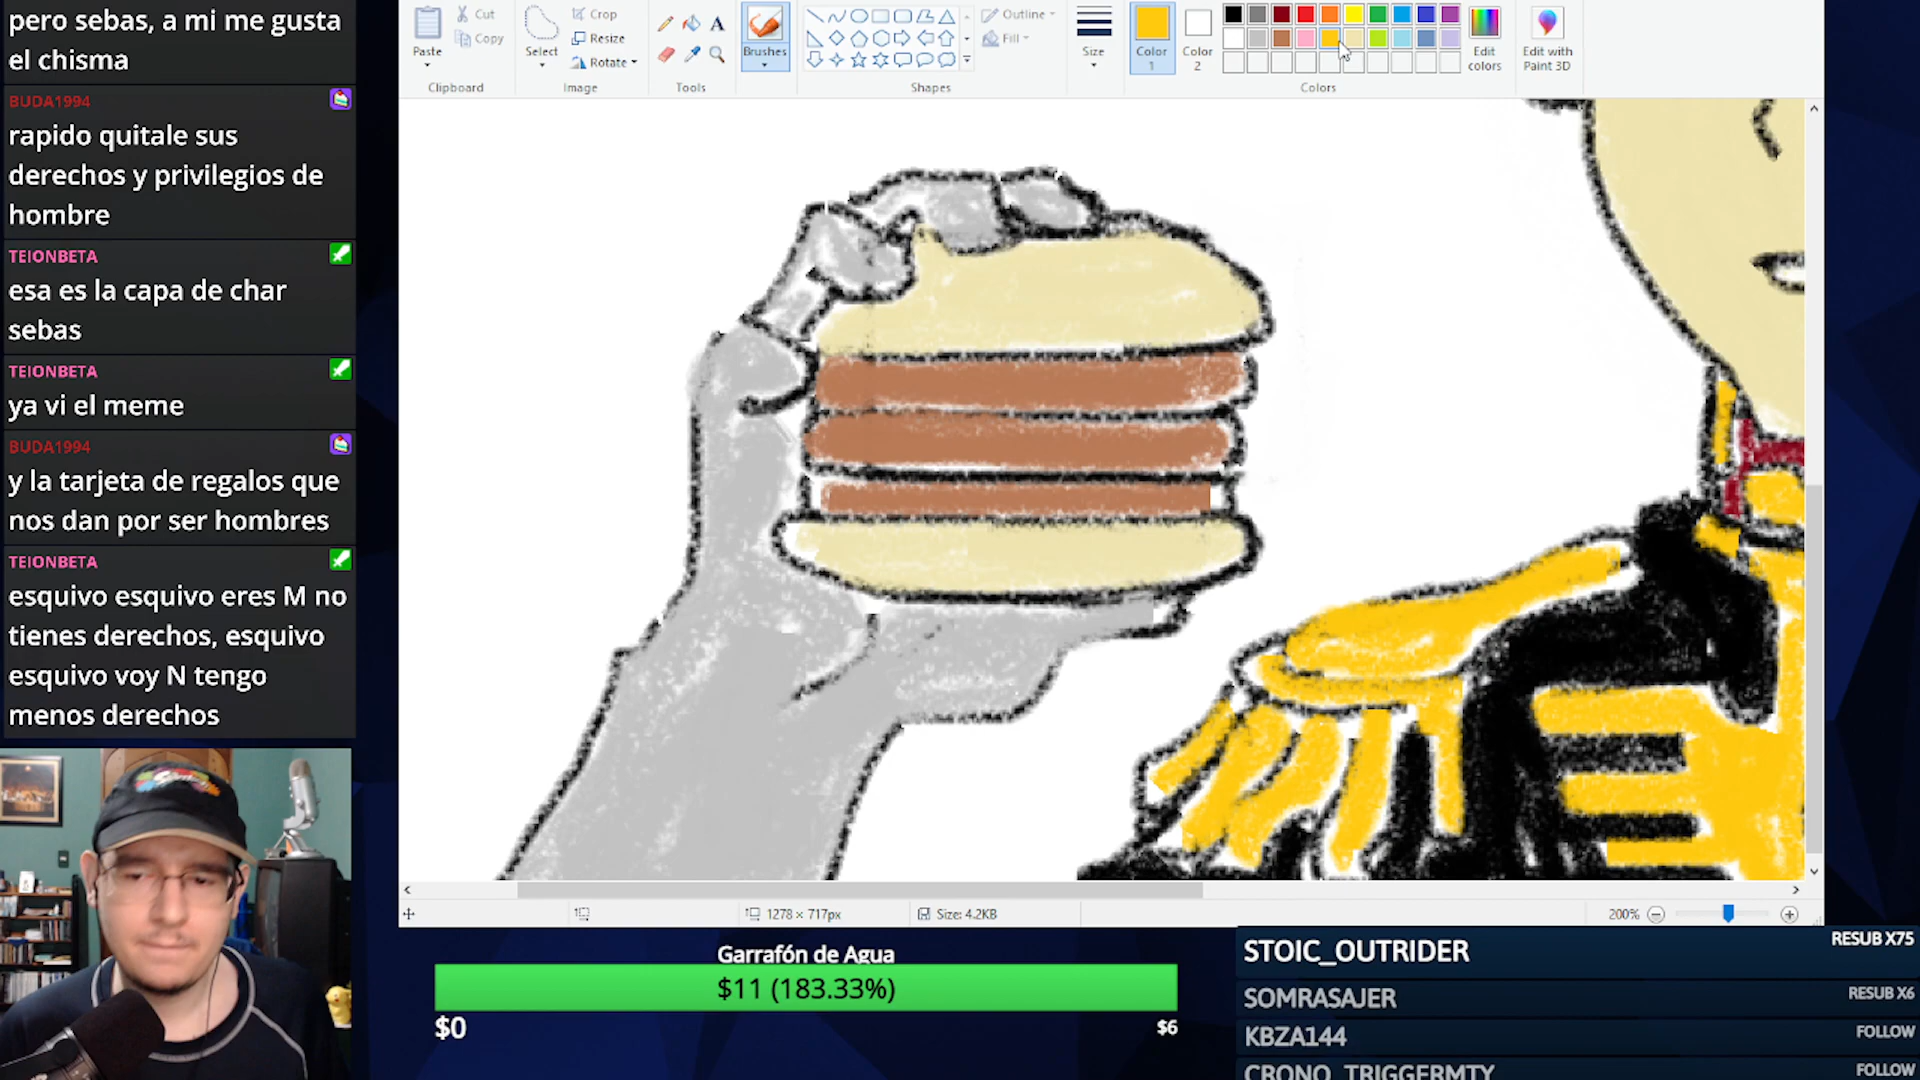 pero sebas, a mi me gusta
el chisma
BUDA1994
rapido quitale sus
derechos y privilegios de
hombre
TEIONBETA
esa es la capa de char
sebas
TEIONBETA
ya vi el meme
BUDA1994
y la tarjeta de regalos que
nos dan por ser hombres
TEIONBETA
esquivo esquivo eres M no
tienes derechos, esquivo
esquivo voy N tengo
menos derechos
Paste
Cut
Copy
Clipboard
Select
Crop
Resize
Rotate
Image
A
Tools
Brushes
Outline
Fill
Shapes
Size
Color
1
Color
2
Edit
colors
Colors
Edit with
Paint 3D
1278 × 717px
Size: 4.2KB
200%
Garrafón de Agua
$11 (183.33%)
$0
$6
STOIC_OUTRIDER
RESUB X75
SOMRASAJER
RESUB X6
KBZA144
FOLLOW
CRONO_TRIGGERMTY
FOLLOW